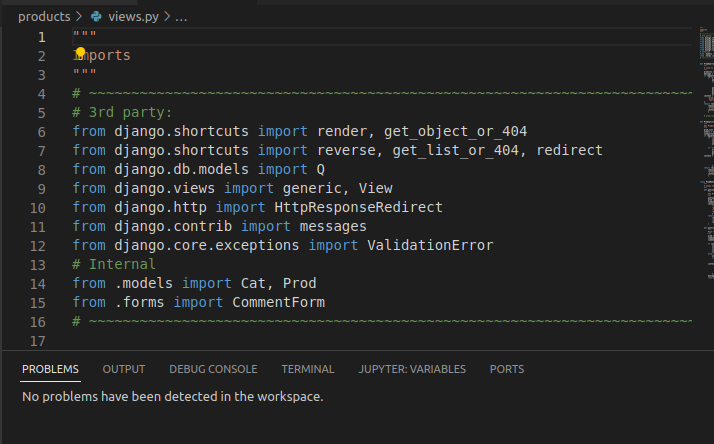 products > views.py > ...
1 """
2 Imports
3 """
4 # ~~~~~~~~~~~~~~~~~~~~~~~~~~~~~~~~~~~~~~~~~~~~~~~~~~~~~~~~~~~~~~~~~~~~~~~~
5 # 3rd party:
6 from django.shortcuts import render, get_object_or_404
7 from django.shortcuts import reverse, get_list_or_404, redirect
8 from django.db.models import Q
9 from django.views import generic, View
10 from django.http import HttpResponseRedirect
11 from django.contrib import messages
12 from django.core.exceptions import ValidationError
13 # Internal
14 from .models import Cat, Prod
15 from .forms import CommentForm
16 # ~~~~~~~~~~~~~~~~~~~~~~~~~~~~~~~~~~~~~~~~~~~~~~~~~~~~~~~~~~~~~~~~~~~~~~~~
17
PROBLEMS OUTPUT DEBUG CONSOLE TERMINAL JUPYTER: VARIABLES PORTS
No problems have been detected in the workspace.